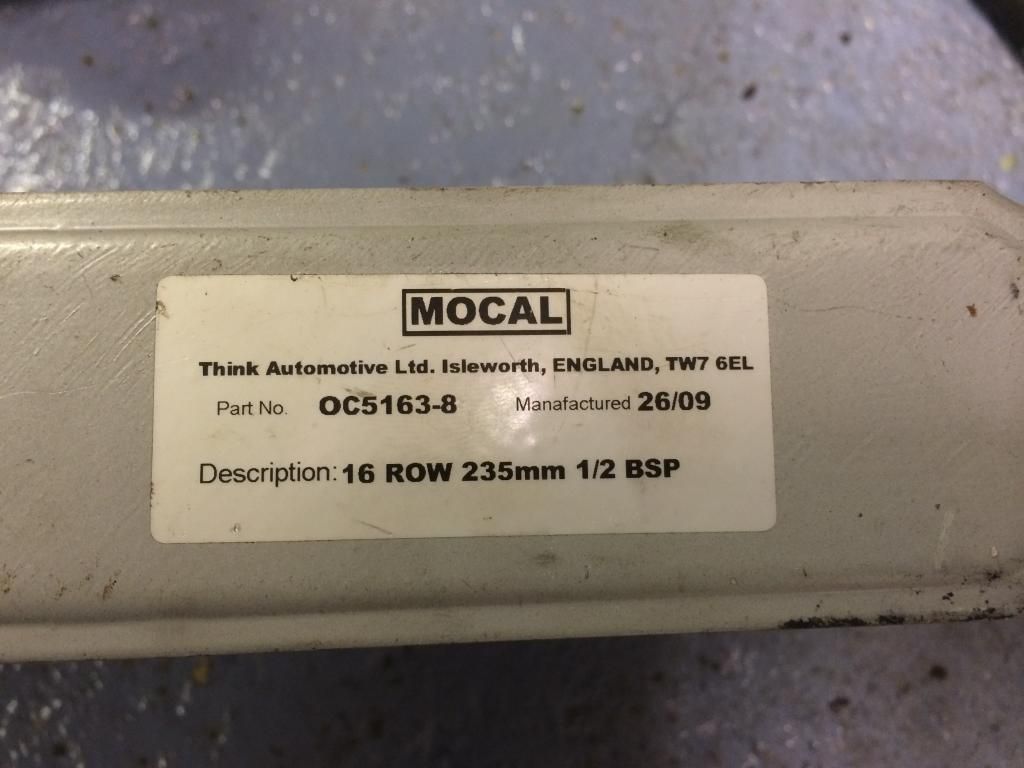 MOCAL
Think Automotive Ltd. Isleworth, ENGLAND, TW7 6EL
Part No. OC5163-8 Manafactured 26/09
Description: 16 ROW 235mm 1/2 BSP